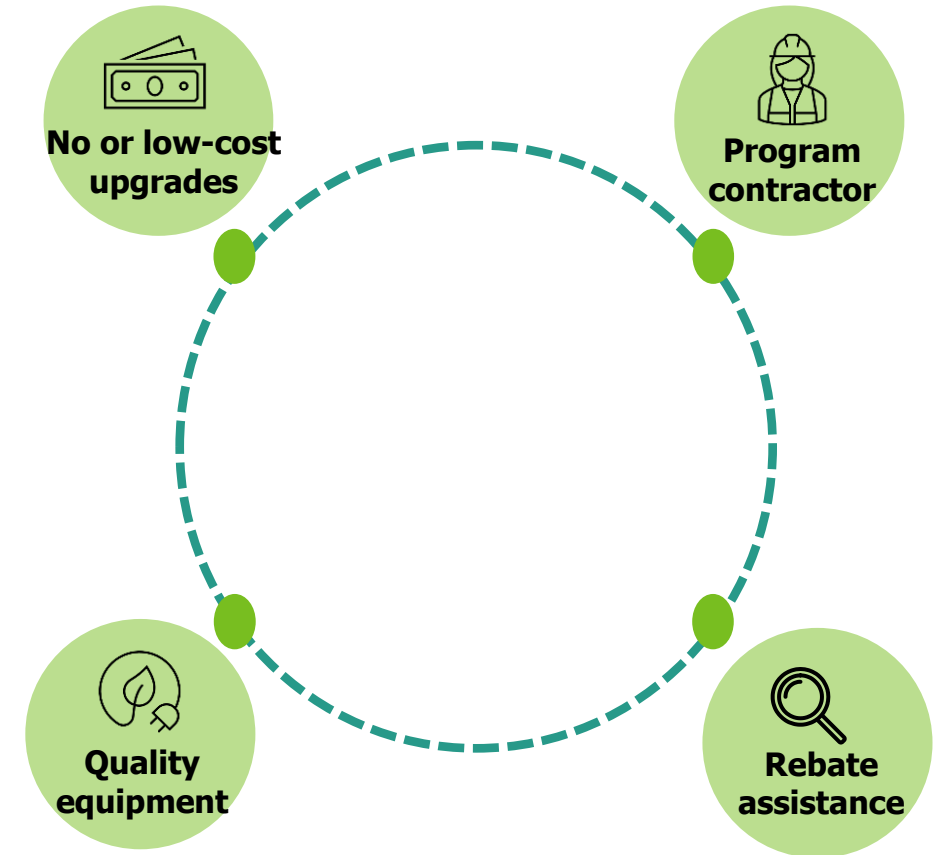 No or low-cost
upgrades
Program
contractor
Quality
equipment
Rebate
assistance